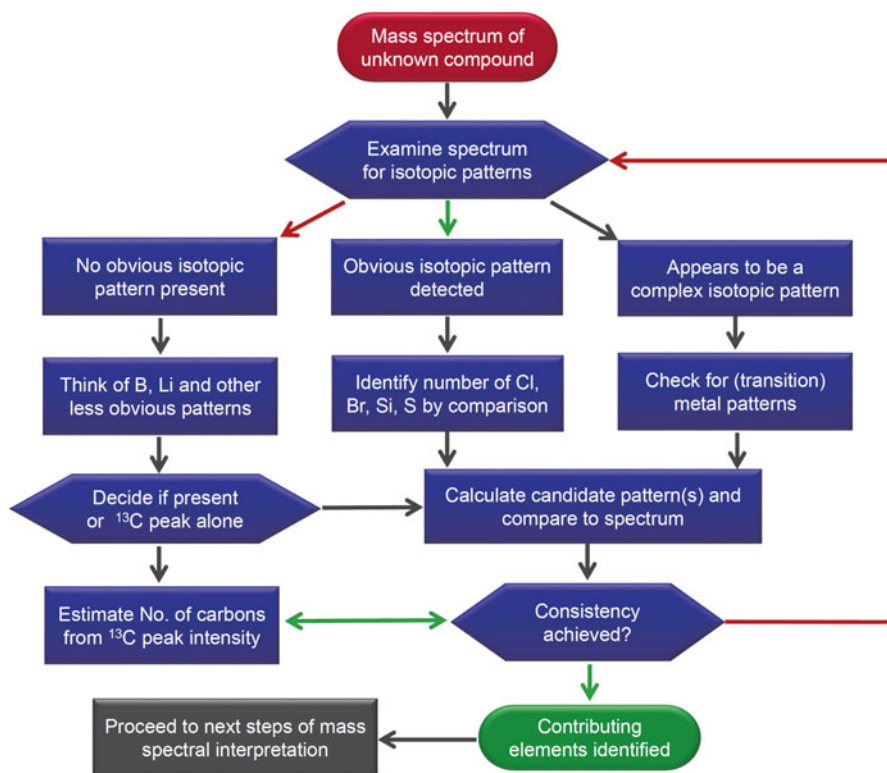 Mass spectrum of
unknown compound
Examine spectrum
for isotopic patterns
No obvious isotopic
pattern present
Obvious isotopic pattern
detected
Appears to be a
complex isotopic pattern
Think of B, Li and other
less obvious patterns
Identify number of Cl,
Br, Si, S by comparison
Check for (transition)
metal patterns
Decide if present
or ¹³C peak alone
Calculate candidate pattern(s) and
compare to spectrum
Estimate No. of carbons
from ¹³C peak intensity
Consistency
achieved?
Proceed to next steps of mass
spectral interpretation
Contributing
elements identified